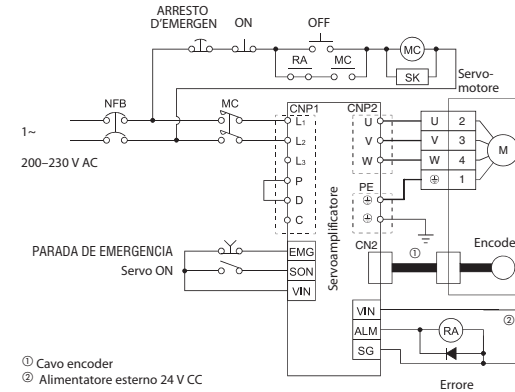 ARRESTO
D'EMERGEN
ON
OFF
MC
RA
MC
SK
Servo-
motore
NFB
MC
CNP1
CNP2
1~
L1
L2
L3
P
D
C
U
V
W
U 2
V 3
W 4
1
M
200–230 V AC
PE
Servoamplificatore
CN2
①
Encode
PARADA DE EMERGENCIA
Servo ON
EMG
SON
VIN
VIN
ALM
SG
RA
②
① Cavo encoder
② Alimentatore esterno 24 V CC
Errore